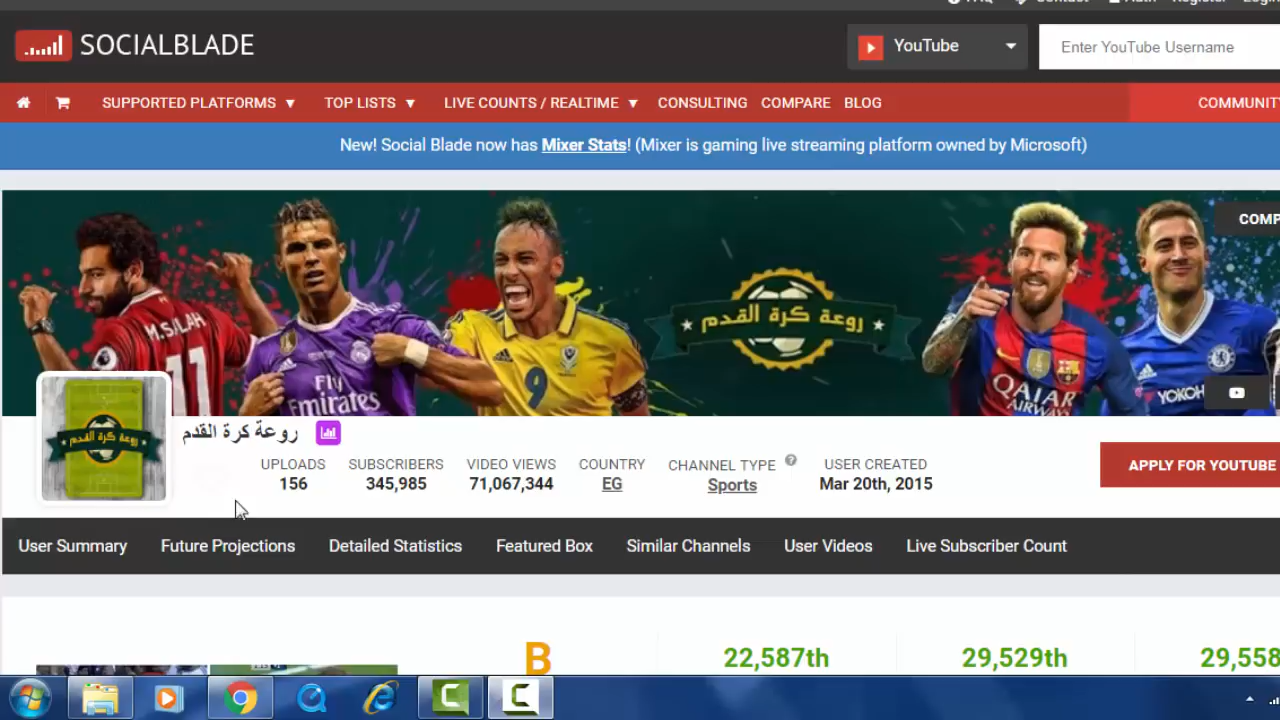 SOCIALBLADE
YouTube
Enter YouTube Username
SUPPORTED PLATFORMS ▼
TOP LISTS ▼
LIVE COUNTS / REALTIME ▼
CONSULTING
COMPARE
BLOG
COMMUNIT
New! Social Blade now has Mixer Stats! (Mixer is gaming live streaming platform owned by Microsoft)
COMP
M.SALAH
11
Fly
Emirates
9
روعة كرة القدم
QATAR
AIRWAYS
YOKOH
روعة كرة القدم
روعة كرة القدم
UPLOADS
156
SUBSCRIBERS
345,985
VIDEO VIEWS
71,067,344
COUNTRY
EG
CHANNEL TYPE ?
Sports
USER CREATED
Mar 20th, 2015
APPLY FOR YOUTUBE
User Summary
Future Projections
Detailed Statistics
Featured Box
Similar Channels
User Videos
Live Subscriber Count
B
22,587th
29,529th
29,558